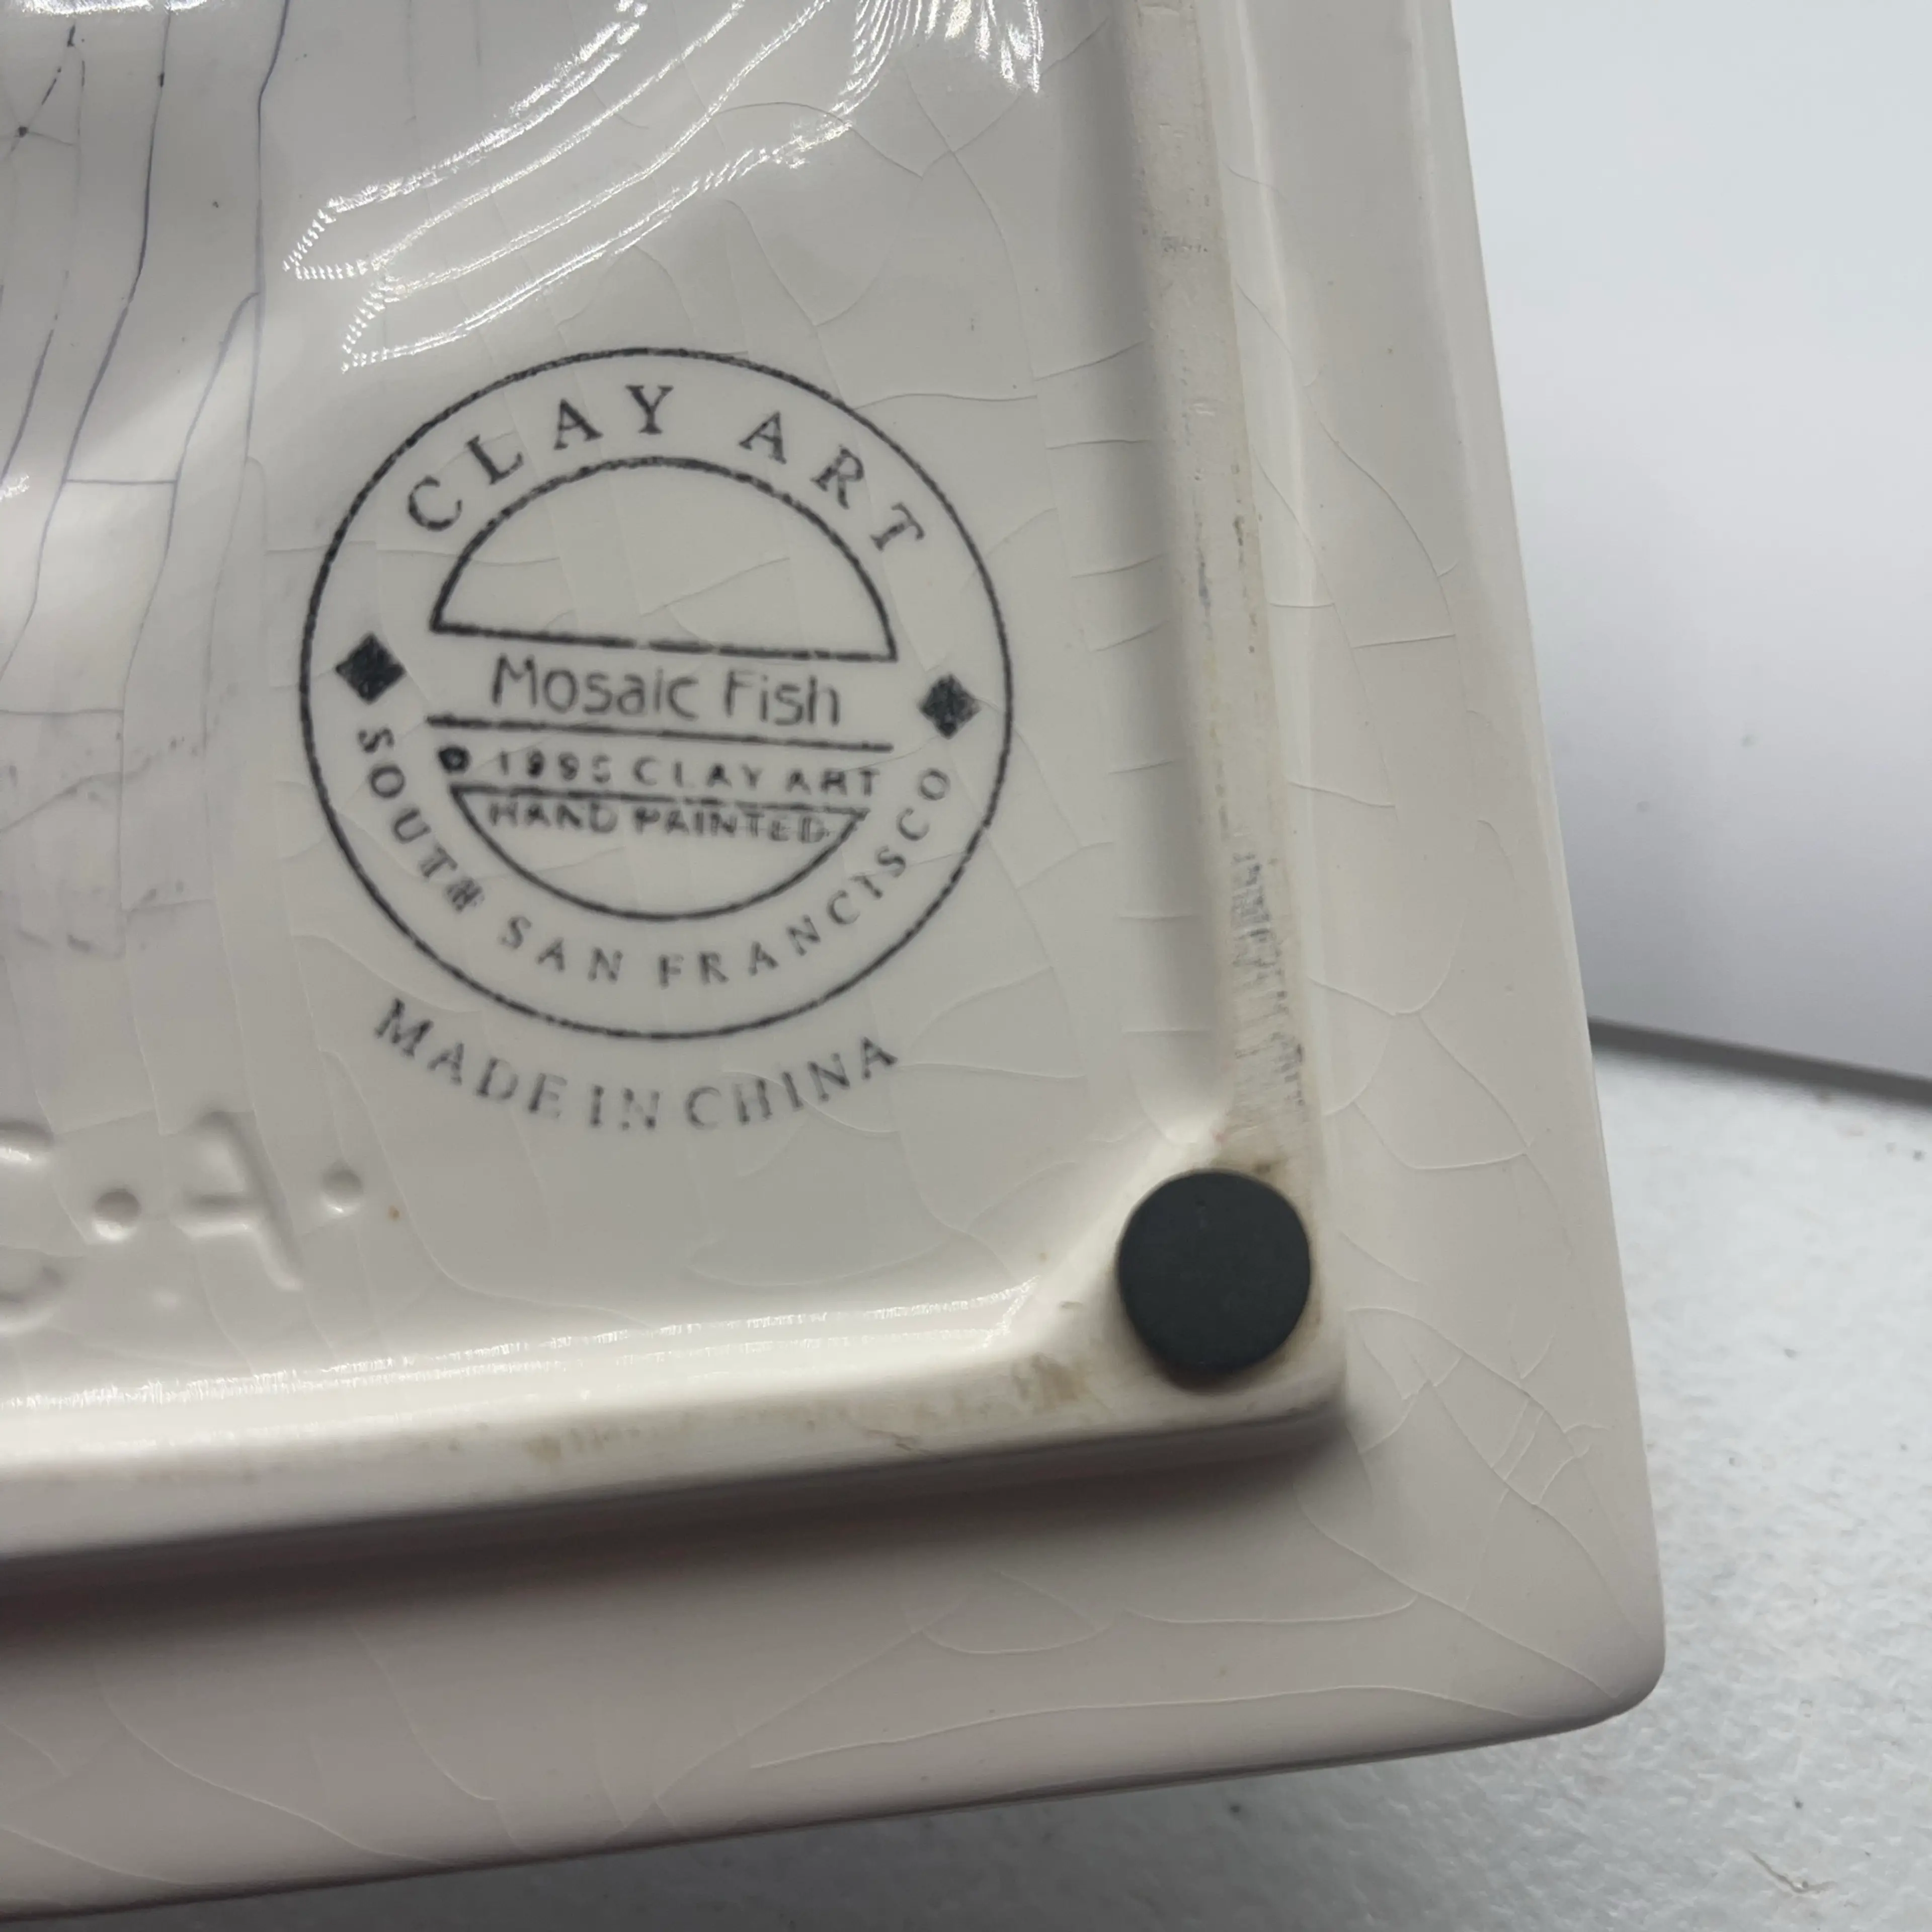 CLAY ART
Mosaic Fish
© 1995 CLAY ART
HAND PAINTED
SOUTH SAN FRANCISCO
MADE IN CHINA